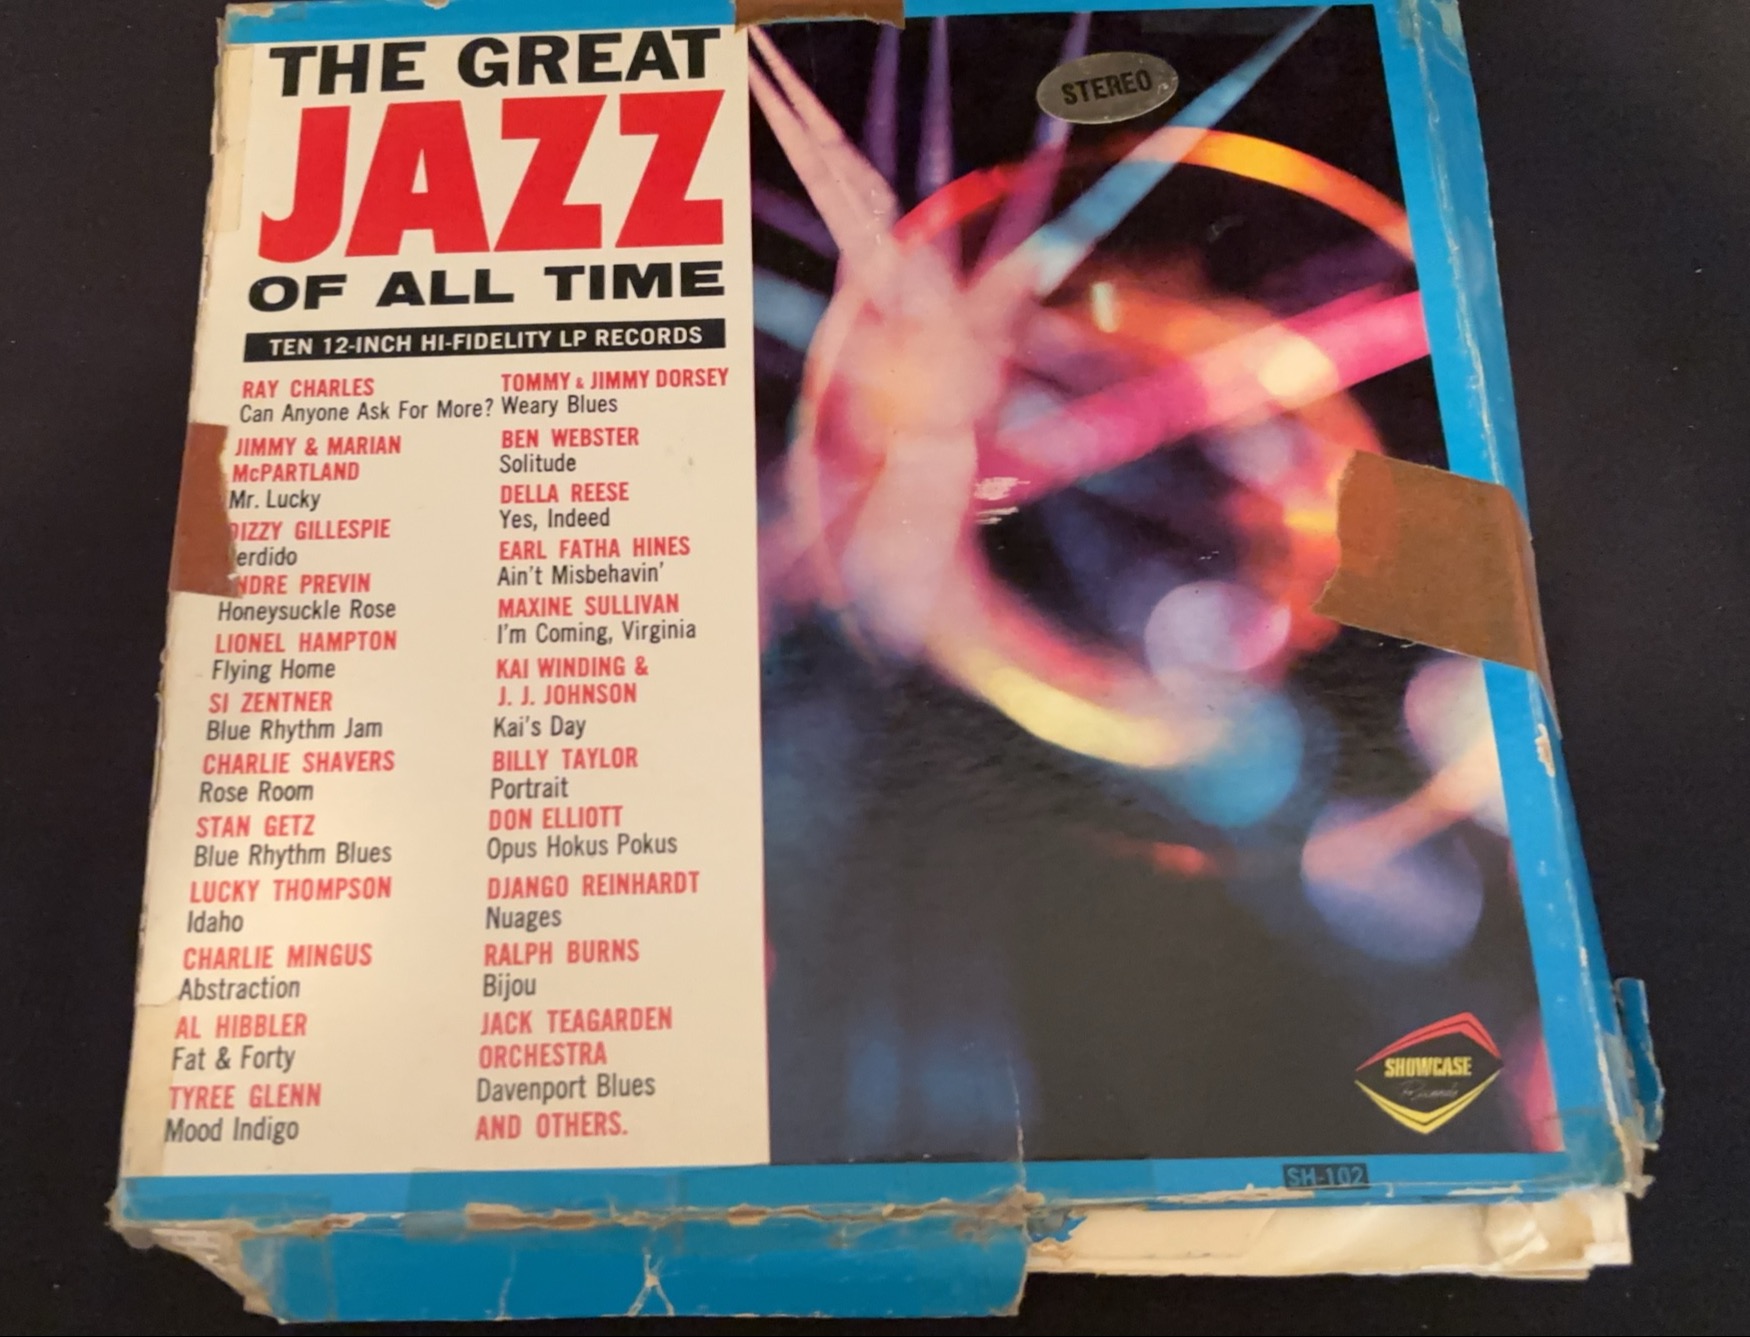 THE GREAT
JAZZ
OF ALL TIME
TEN 12-INCH HI-FIDELITY LP RECORDS
RAY CHARLES
Can Anyone Ask For More?
JIMMY & MARIAN
McPARTLAND
Mr. Lucky
DIZZY GILLESPIE
erdido
NDRE PREVIN
Honeysuckle Rose
LIONEL HAMPTON
Flying Home
SI ZENTNER
Blue Rhythm Jam
CHARLIE SHAVERS
Rose Room
STAN GETZ
Blue Rhythm Blues
LUCKY THOMPSON
Idaho
CHARLIE MINGUS
Abstraction
AL HIBBLER
Fat & Forty
TYREE GLENN
Mood Indigo
TOMMY & JIMMY DORSEY
Weary Blues
BEN WEBSTER
Solitude
DELLA REESE
Yes, Indeed
EARL FATHA HINES
Ain't Misbehavin'
MAXINE SULLIVAN
I'm Coming, Virginia
KAI WINDING &
J. J. JOHNSON
Kai's Day
BILLY TAYLOR
Portrait
DON ELLIOTT
Opus Hokus Pokus
DJANGO REINHARDT
Nuages
RALPH BURNS
Bijou
JACK TEAGARDEN
ORCHESTRA
Davenport Blues
AND OTHERS.
STEREO
SHOWCASE
Records
SH-102